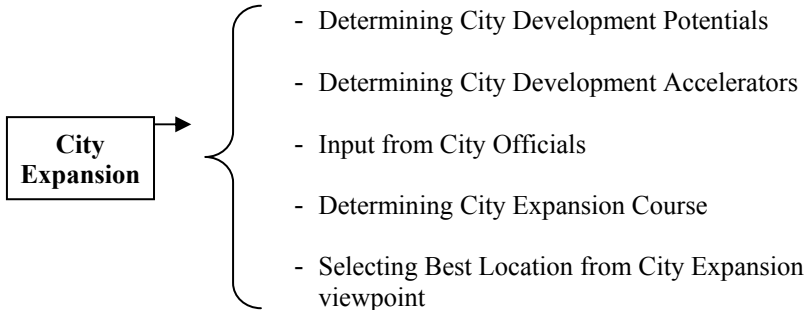 City
Expansion
- Determining City Development Potentials
- Determining City Development Accelerators
- Input from City Officials
- Determining City Expansion Course
- Selecting Best Location from City Expansion
viewpoint